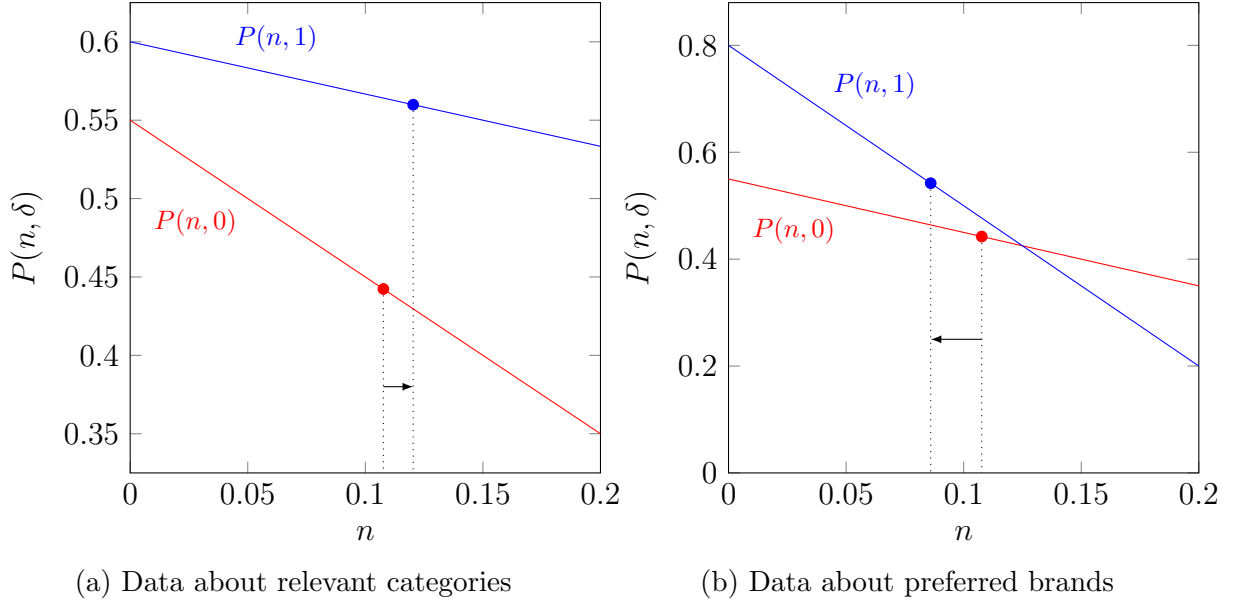 0.6
0.55
0.5
0.45
0.4
0.35
P(n, δ)
P(n, 1)
P(n, 0)
0
0.05
0.1
0.15
0.2
n
(a) Data about relevant categories
0.8
0.6
0.4
0.2
0
P(n, δ)
P(n, 1)
P(n, 0)
0
0.05
0.1
0.15
0.2
n
(b) Data about preferred brands